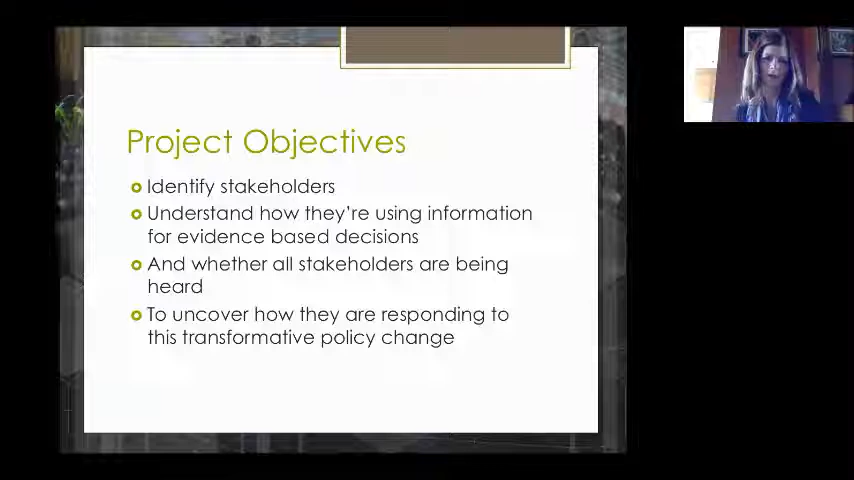 Project Objectives
Identify stakeholders
Understand how they're using information
for evidence based decisions
And whether all stakeholders are being
heard
To uncover how they are responding to
this transformative policy change